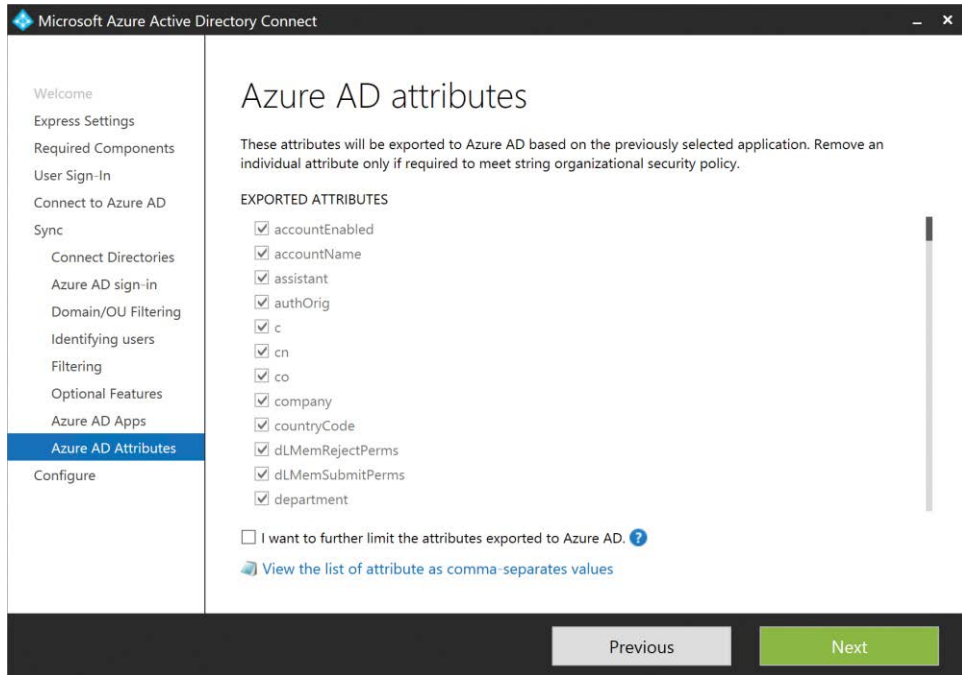 Microsoft Azure Active Directory Connect
Welcome
Express Settings
Required Components
User Sign-In
Connect to Azure AD
Sync
Connect Directories
Azure AD sign-in
Domain/OU Filtering
Identifying users
Filtering
Optional Features
Azure AD Apps
Azure AD Attributes
Configure
Azure AD attributes
These attributes will be exported to Azure AD based on the previously selected application. Remove an
individual attribute only if required to meet string organizational security policy.
EXPORTED ATTRIBUTES
accountEnabled
accountName
assistant
authOrig
c
cn
co
company
countryCode
dLMemRejectPerms
dLMemSubmitPerms
department
I want to further limit the attributes exported to Azure AD. ?
View the list of attribute as comma-separates values
Previous
Next